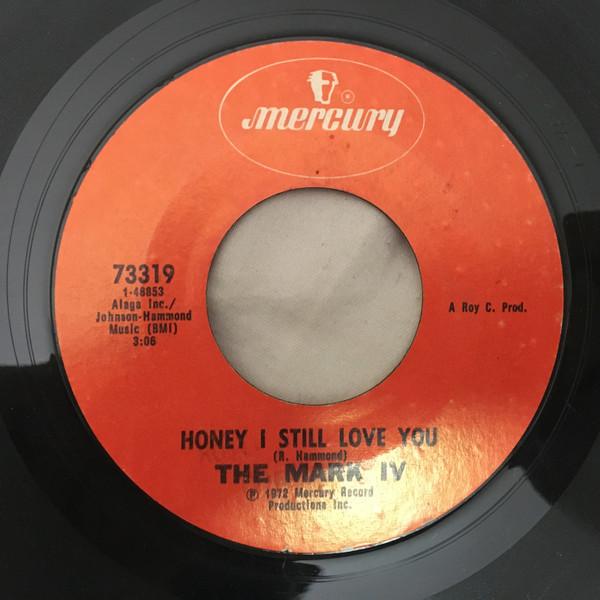 mercury ®
73319
1-48853
Alaga Inc./
Johnson-Hammond
Music (BMI)
3:06
A Roy C. Prod.
HONEY I STILL LOVE YOU
(R. Hammond)
THE MARK IV
℗ 1972 Mercury Record
Productions Inc.